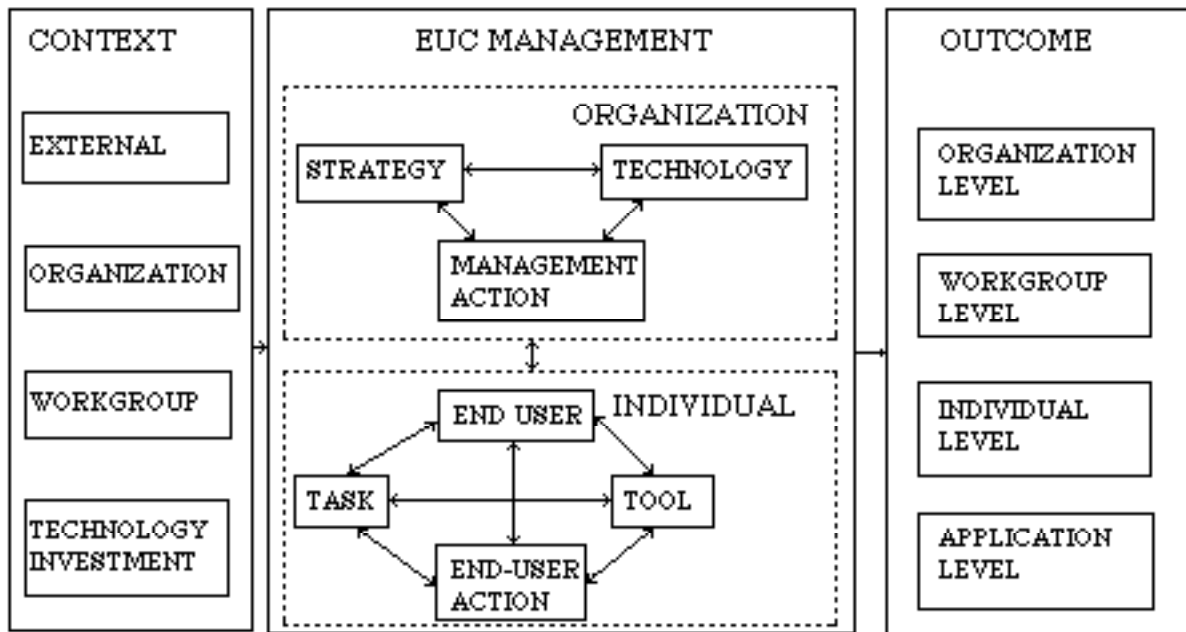 CONTEXT
EXTERNAL
ORGANIZATION
WORKGROUP
TECHNOLOGY
INVESTMENT
EUC MANAGEMENT
ORGANIZATION
STRATEGY
TECHNOLOGY
MANAGEMENT
ACTION
INDIVIDUAL
END USER
TASK
TOOL
END-USER
ACTION
OUTCOME
ORGANIZATION
LEVEL
WORKGROUP
LEVEL
INDIVIDUAL
LEVEL
APPLICATION
LEVEL